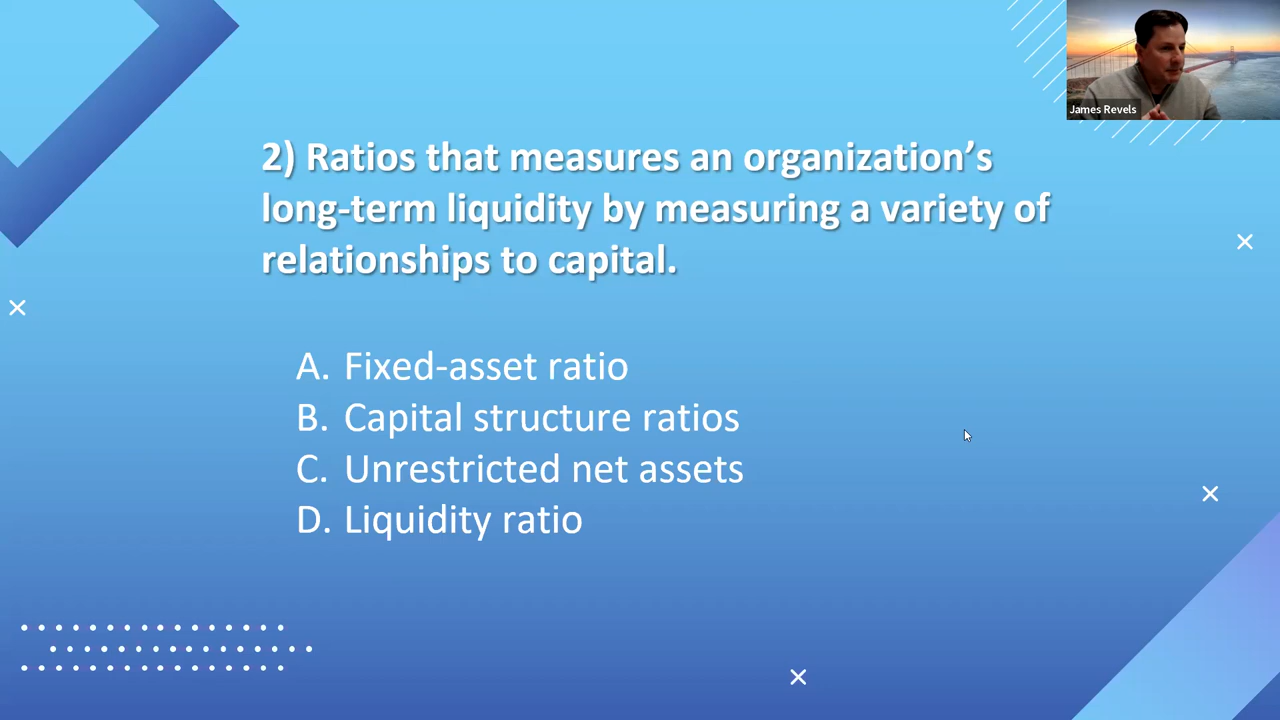 James Revels
2) Ratios that measures an organization’s
long-term liquidity by measuring a variety of
relationships to capital.
A. Fixed-asset ratio
B. Capital structure ratios
C. Unrestricted net assets
D. Liquidity ratio